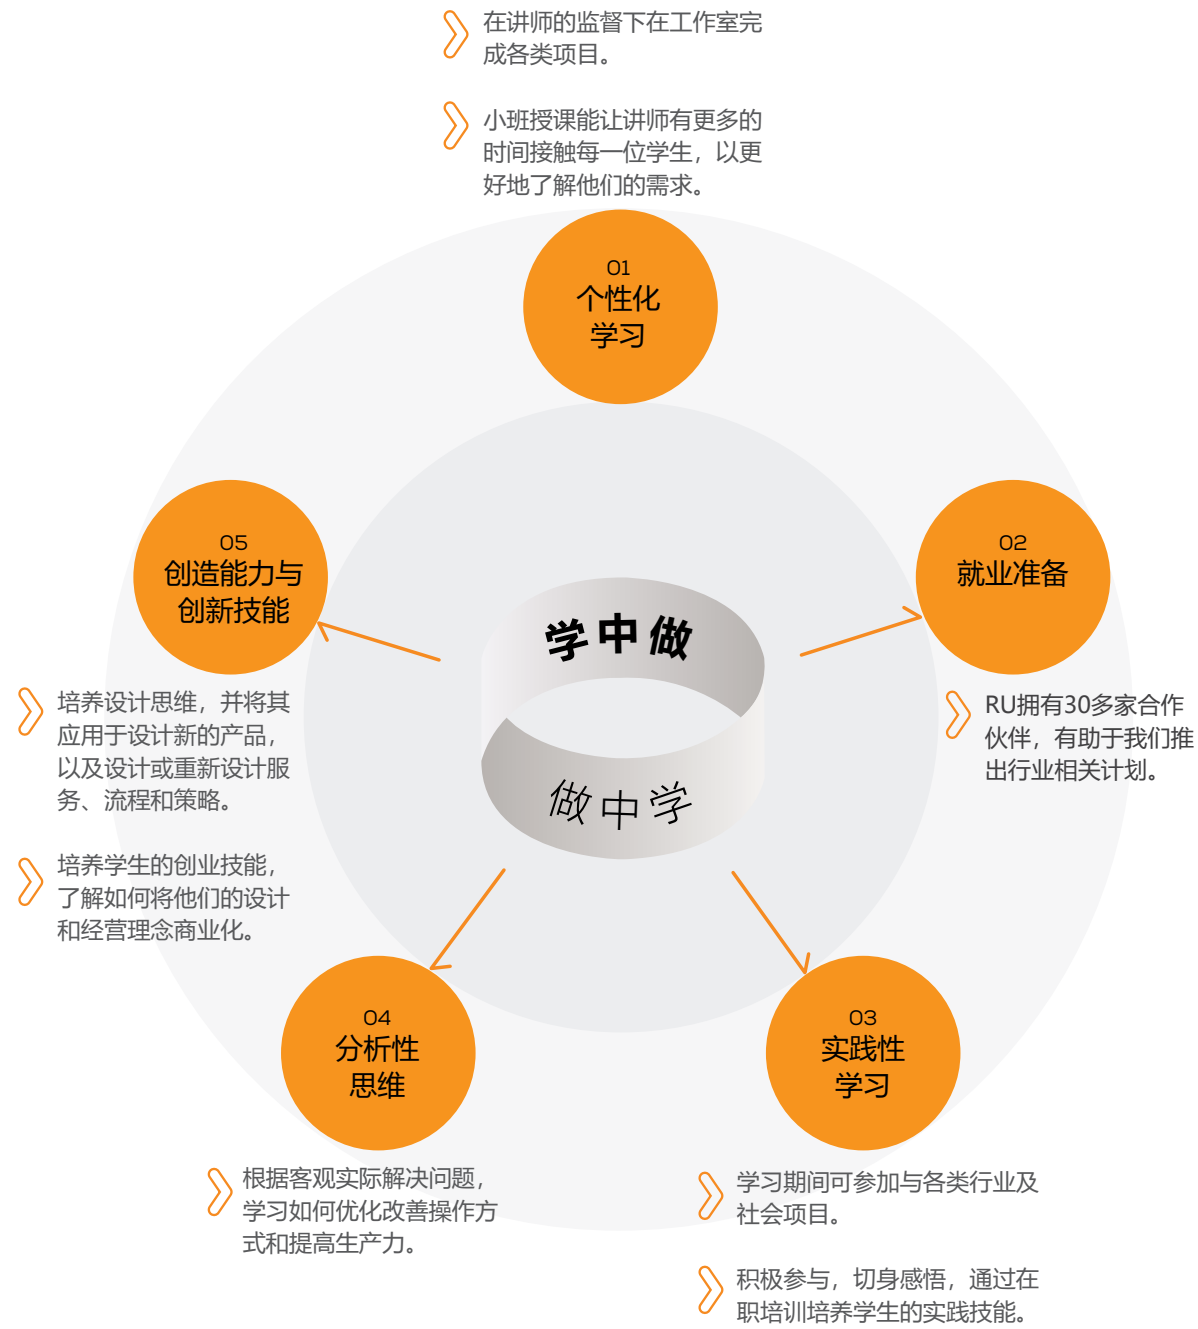 在讲师的监督下在工作室完
成各类项目。
小班授课能让讲师有更多的
时间接触每一位学生，以更
好地了解他们的需求。
01
个性化
学习
02
就业准备
RU拥有30多家合作
伙伴，有助于我们推
出行业相关计划。
05
创造能力与
创新技能
培养设计思维，并将其
应用于设计新的产品，
以及设计或重新设计服
务、流程和策略。
培养学生的创业技能，
了解如何将他们的设计
和经营理念商业化。
学中做
做中学
04
分析性
思维
根据客观实际解决问题，
学习如何优化改善操作方
式和提高生产力。
03
实践性
学习
学习期间可参加与各类行业及
社会项目。
积极参与，切身感悟，通过在
职培训培养学生的实践技能。